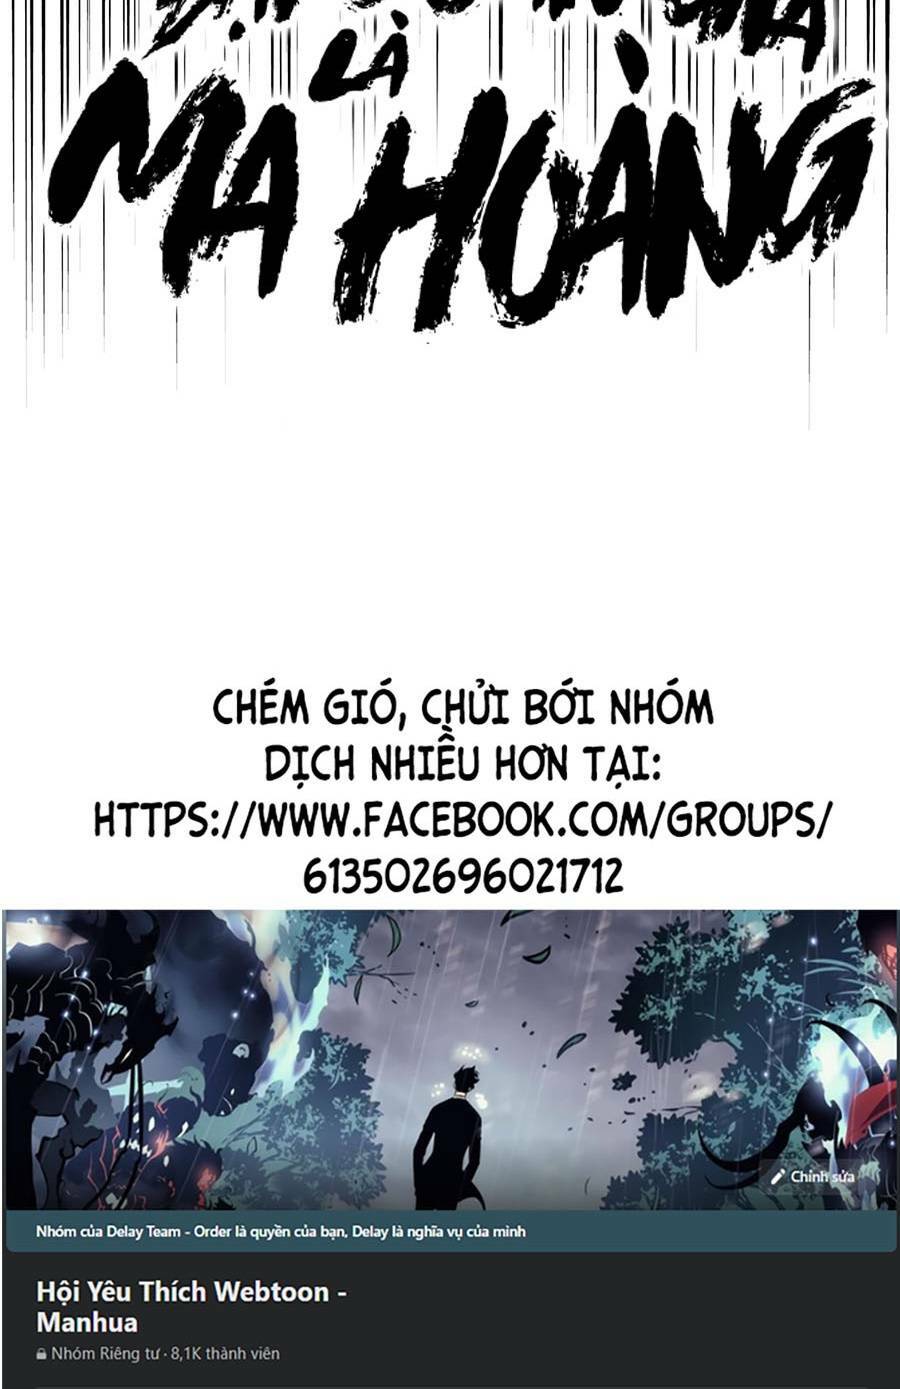 LÀ
MA HOÀNG
CHÉM GIÓ, CHỬI BỚI NHÓM
DỊCH NHIỀU HƠN TẠI:
HTTPS://WWW.FACEBOOK.COM/GROUPS/
613502696021712
Chỉnh sửa
Nhóm của Delay Team - Order là quyền của bạn, Delay là nghĩa vụ của mình
Hội Yêu Thích Webtoon -
Manhua
Nhóm Riêng tư · 8,1K thành viên